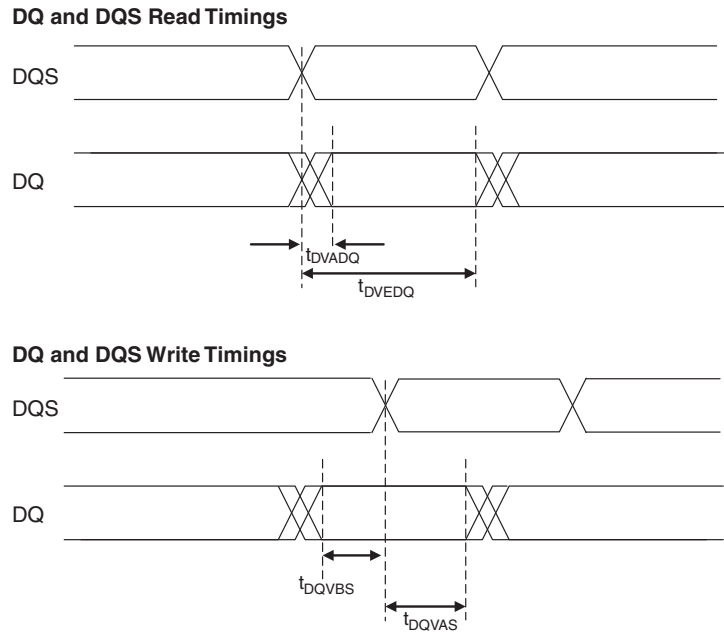 DQ and DQS Read Timings
DQS
DQ
tDVADQ
tDVEDQ
DQ and DQS Write Timings
DQS
DQ
tDQVBS
tDQVAS